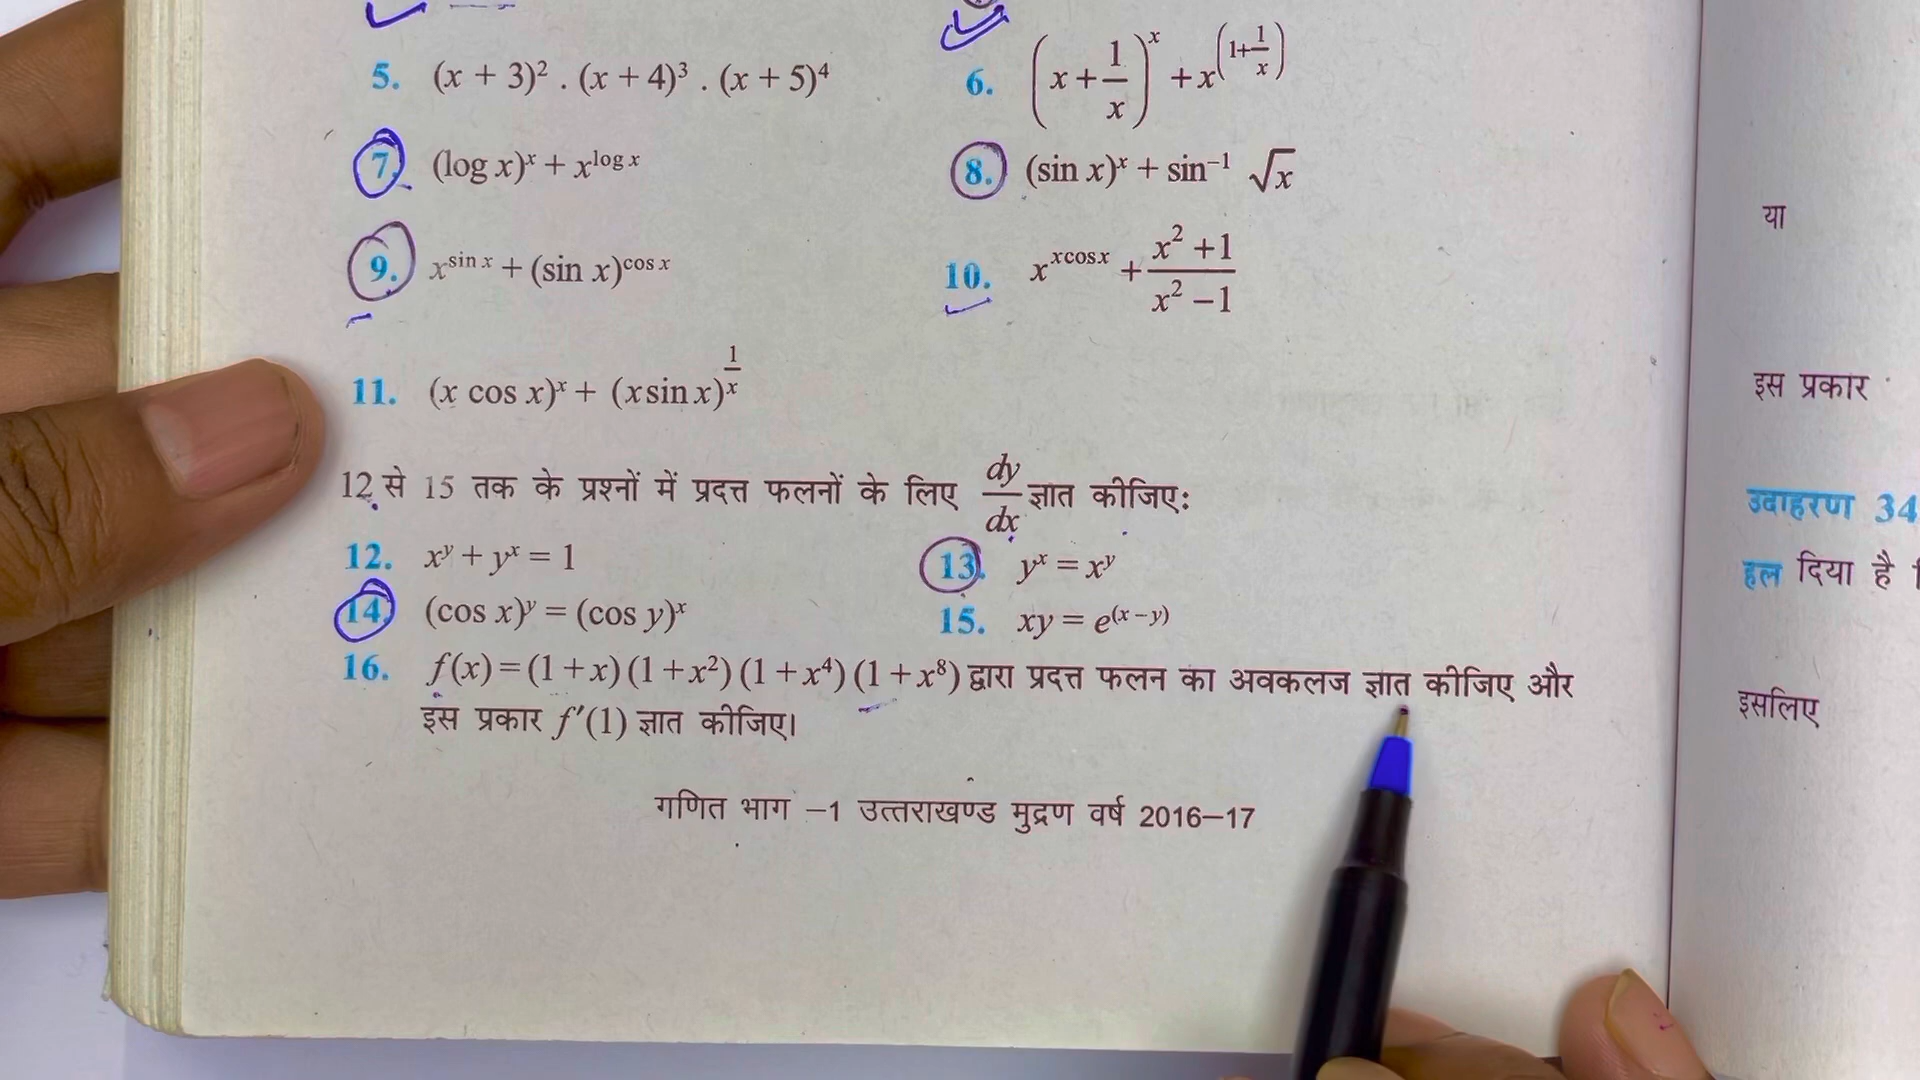 5. (x + 3)² . (x + 4)³ . (x + 5)⁴
6. (x + 1/x)^x + x^(1+1/x)
7. (log x)^x + x^(log x)
8. (sin x)^x + sin⁻¹ √x
9. x^(sin x) + (sin x)^(cos x)
10. x^(x cos x) + (x² + 1)/(x² – 1)
11. (x cos x)^x + (x sin x)^(1/x)
12 से 15 तक के प्रश्नों में प्रदत्त फलनों के लिए dy/dx ज्ञात कीजिए:
12. x^y + y^x = 1
13. y^x = x^y
14. (cos x)^y = (cos y)^x
15. xy = e^(x – y)
16. f(x) = (1 + x) (1 + x²) (1 + x⁴) (1 + x⁸) द्वारा प्रदत्त फलन का अवकलज ज्ञात कीजिए और
इस प्रकार f′(1) ज्ञात कीजिए।
गणित भाग –1 उत्तराखण्ड मुद्रण वर्ष 2016–17
या
इस प्रकार
उदाहरण 34
हल दिया है
इसलिए